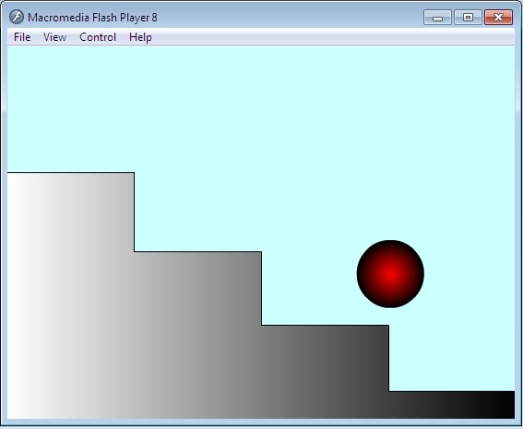 Macromedia Flash Player 8
File View Control Help